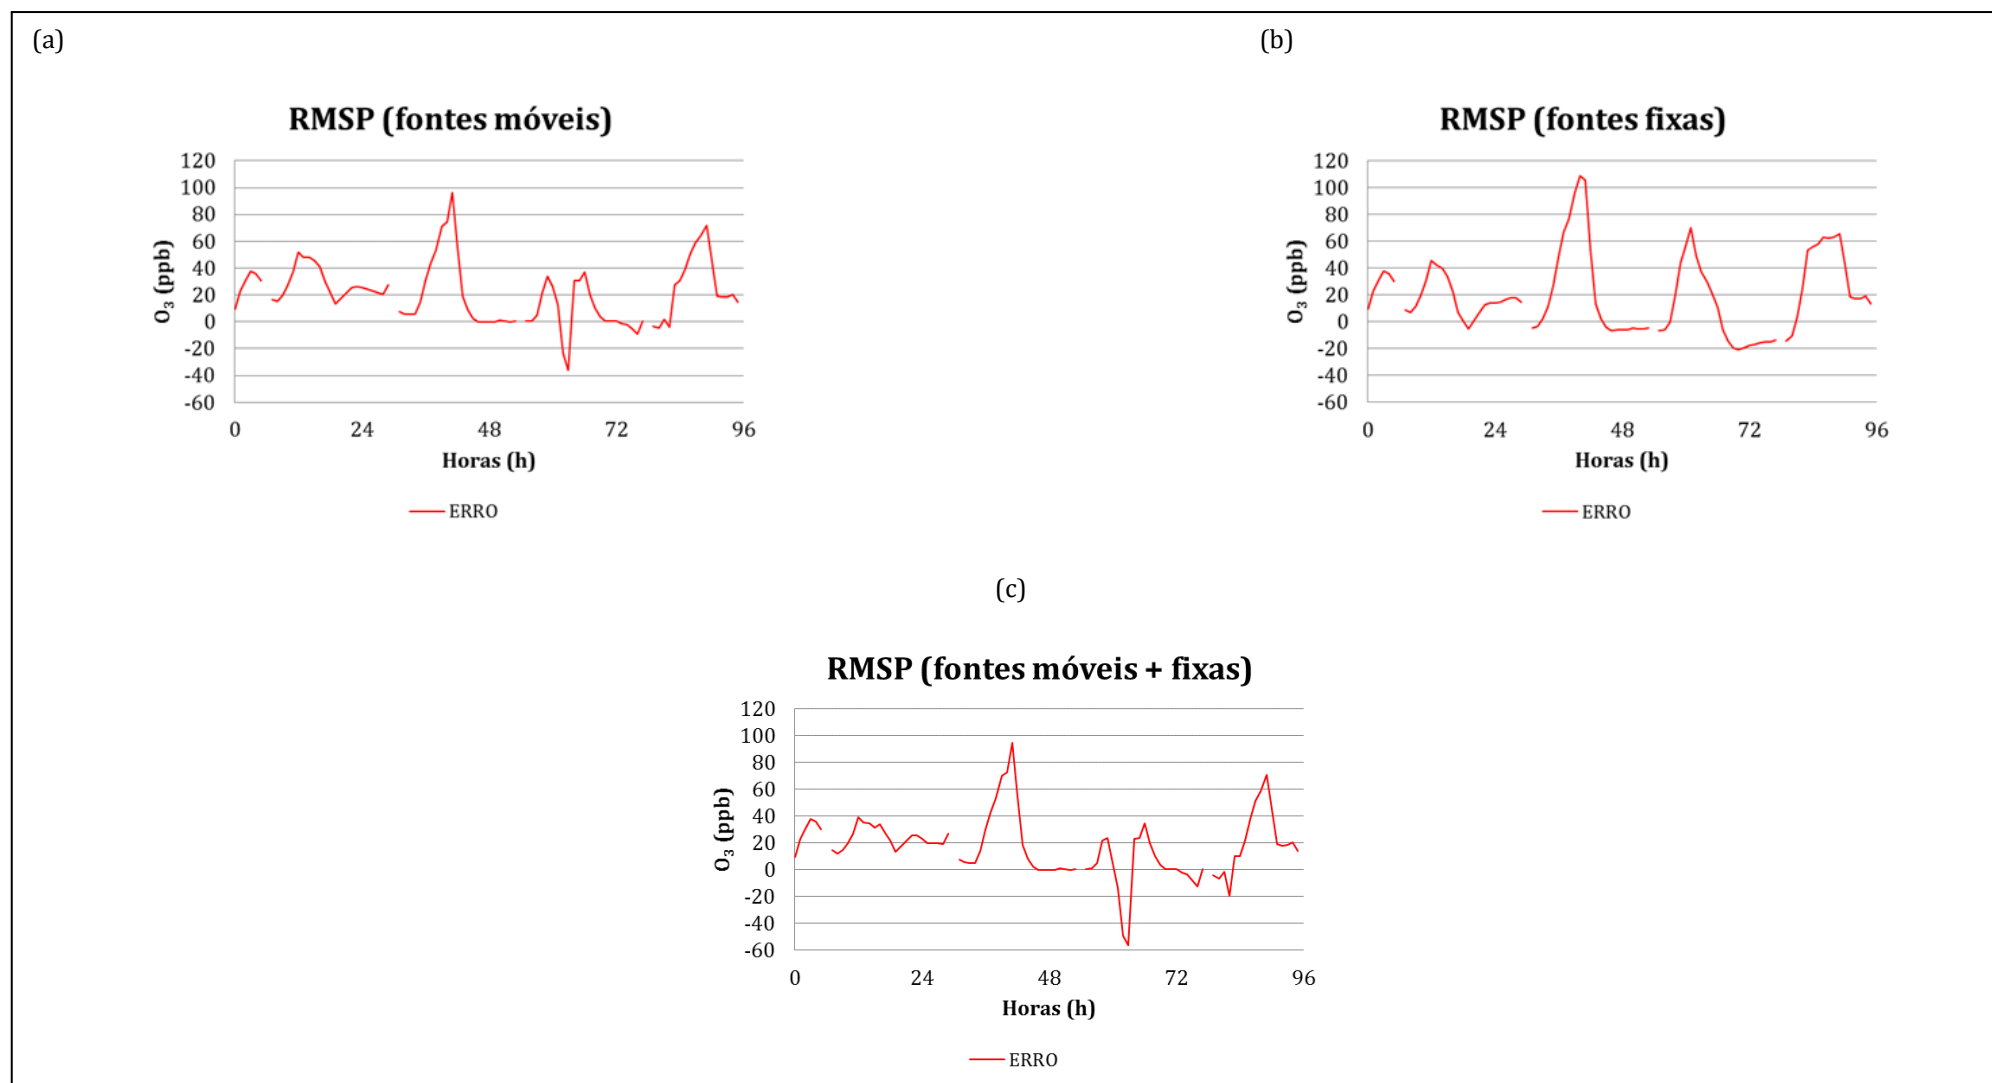 (a)
(b)
RMSP (fontes móveis)
120
100
80
60
40
20
0
-20
-40
-60
O₃ (ppb)
0 24 48 72 96
Horas (h)
ERRO
RMSP (fontes fixas)
120
100
80
60
40
20
0
-20
-40
-60
O₃ (ppb)
0 24 48 72 96
Horas (h)
ERRO
(c)
RMSP (fontes móveis + fixas)
120
100
80
60
40
20
0
-20
-40
-60
O₃ (ppb)
0 24 48 72 96
Horas (h)
ERRO